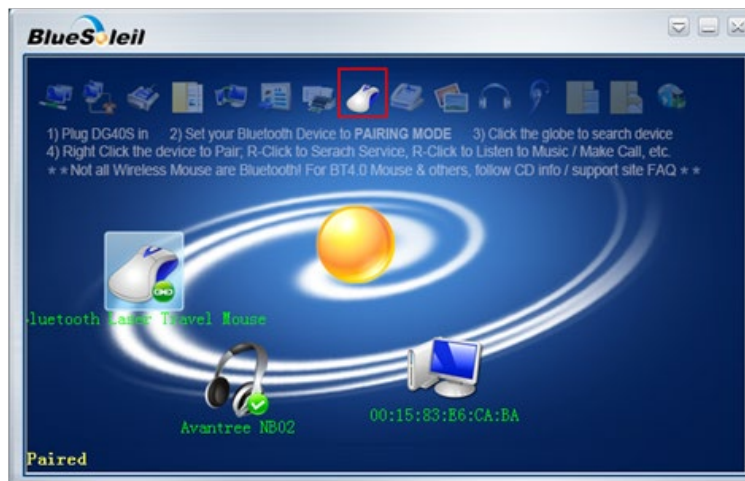 BlueSoleil
1) Plug DG40S in 2) Set your Bluetooth Device to PAIRING MODE 3) Click the globe to search device
4) Right Click the device to Pair; R-Click to Serach Service, R-Click to Listen to Music / Make Call, etc.
**Not all Wireless Mouse are Bluetooth! For BT4.0 Mouse & others, follow CD info / support site FAQ **
luetooth Laser Travel Mouse
Avantree NB02
00:15:83:E6:CA:BA
Paired